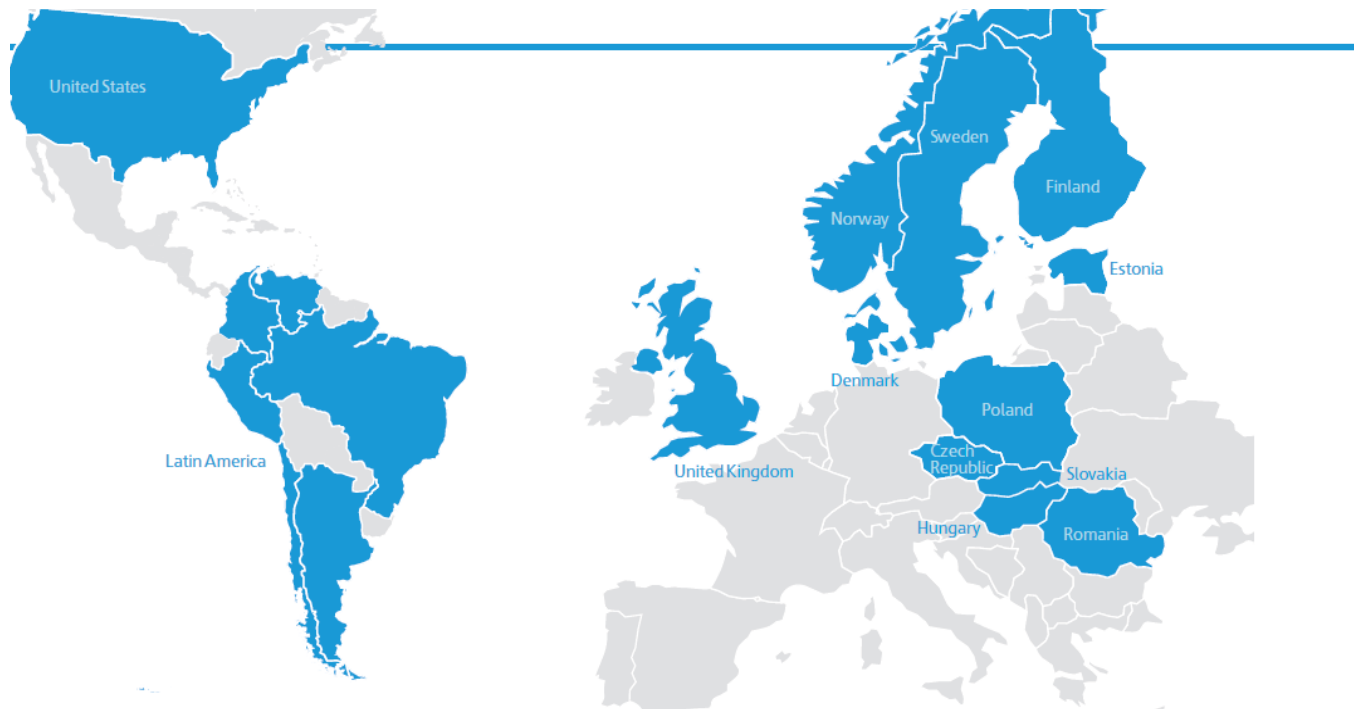 United States
Sweden
Finland
Norway
Estonia
Denmark
Poland
Czech
Republic
Latin America
United Kingdom
Slovakia
Hungary
Romania